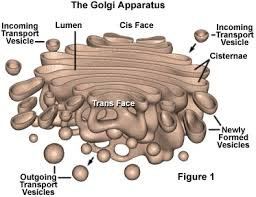 The Golgi Apparatus
Incoming
Transport
Vesicle
Lumen
Cis Face
Incoming
Transport
Vesicle
Cisternae
Trans Face
Newly
Formed
Vesicles
Outgoing
Transport
Vesicles
Figure 1